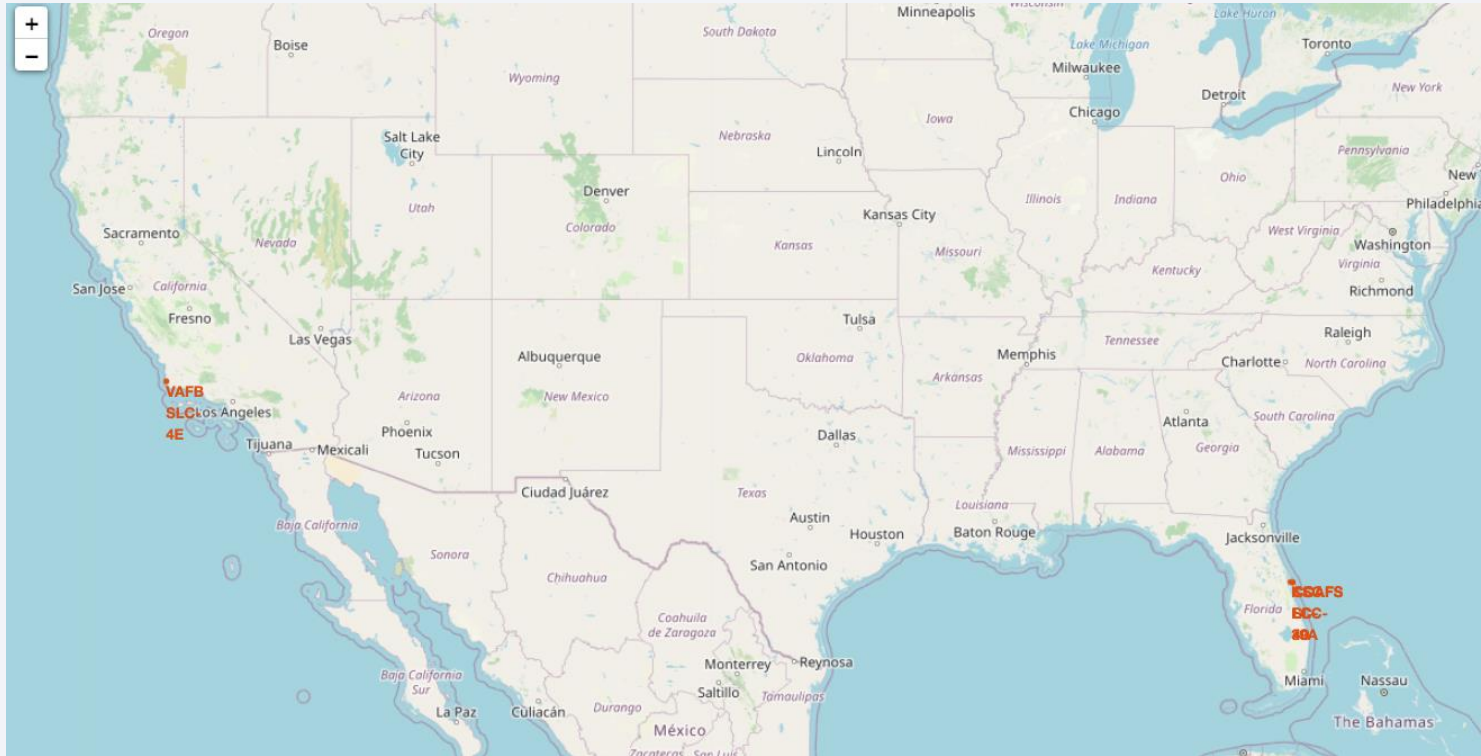 +
−
Oregon
Boise
South Dakota
Minneapolis
Wisconsin
Lake Huron
Toronto
Lake Michigan
Milwaukee
Wyoming
Detroit
New York
Chicago
Iowa
Salt Lake
City
Nebraska
Lincoln
Pennsylvania
New
Ohio
Denver
Illinois
Indiana
Philadelphia
Utah
Kansas City
Sacramento
Colorado
Nevada
Kansas
Missouri
West Virginia
Washington
Virginia
Kentucky
San Jose
California
Richmond
Fresno
Tulsa
Raleigh
Las Vegas
Tennessee
Albuquerque
Oklahoma
Memphis
Charlotte
North Carolina
Arkansas
VAFB
SLC-
4E
Los Angeles
Arizona
New Mexico
South Carolina
Atlanta
Phoenix
Dallas
Tijuana
Mexicali
Tucson
Mississippi
Alabama
Georgia
Ciudad Juárez
Texas
Louisiana
Baja California
Austin
Houston
Baton Rouge
Jacksonville
Sonora
San Antonio
Chihuahua
Florida
Coahuila
de Zaragoza
Monterrey
Reynosa
Baja California
Sur
Saltillo
Tamaulipas
Miami
Nassau
La Paz
Culiacán
Durango
México
The Bahamas
Zacatecas
San Luis